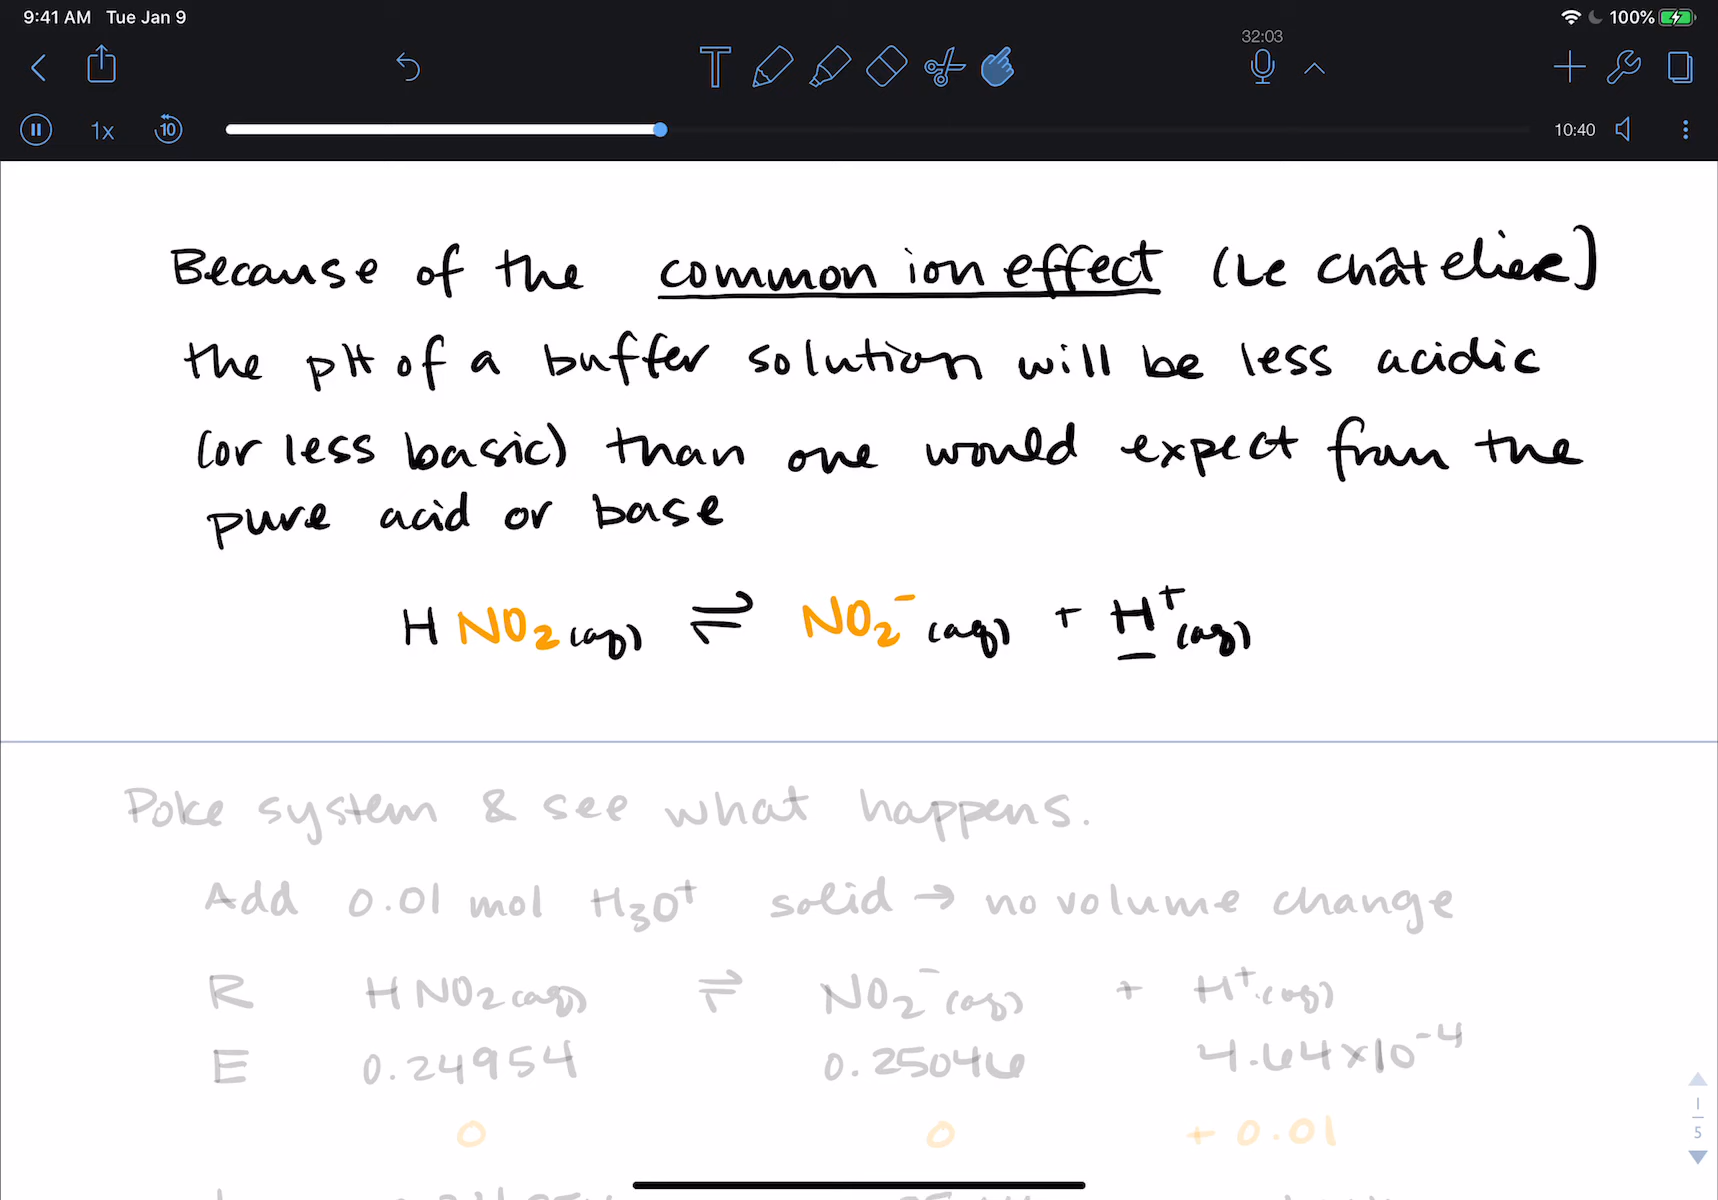 9:41 AM Tue Jan 9
100%
32:03
1x
10
10:40
Because of the common ion effect (Le Châtelier)
the pH of a buffer solution will be less acidic
(or less basic) than one would expect from the
pure acid or base
HNO₂(aq) ⇌ NO₂⁻(aq) + H⁺(aq)
Poke system & see what happens.
Add 0.01 mol H₃O⁺ solid → no volume change
R HNO₂(aq) ⇌ NO₂⁻(aq) + H⁺(aq)
E 0.24954 0.25046 4.64×10⁻⁴
0 0 + 0.01
1
5